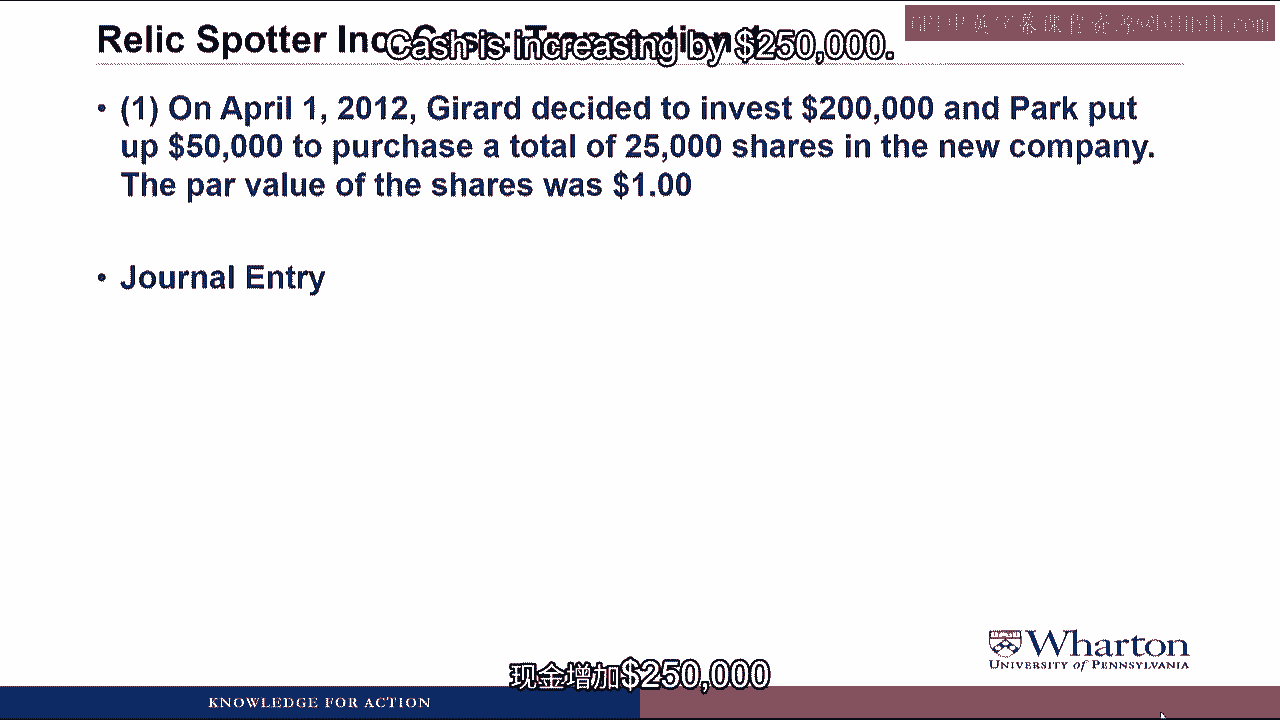 Relic Spotter Inc. Case: Transaction 1
Cash is increasing by $250,000.
• (1) On April 1, 2012, Girard decided to invest $200,000 and Park put
up $50,000 to purchase a total of 25,000 shares in the new company.
The par value of the shares was $1.00
• Journal Entry
Wharton
UNIVERSITY of PENNSYLVANIA
现金增加$250,000
KNOWLEDGE FOR ACTION